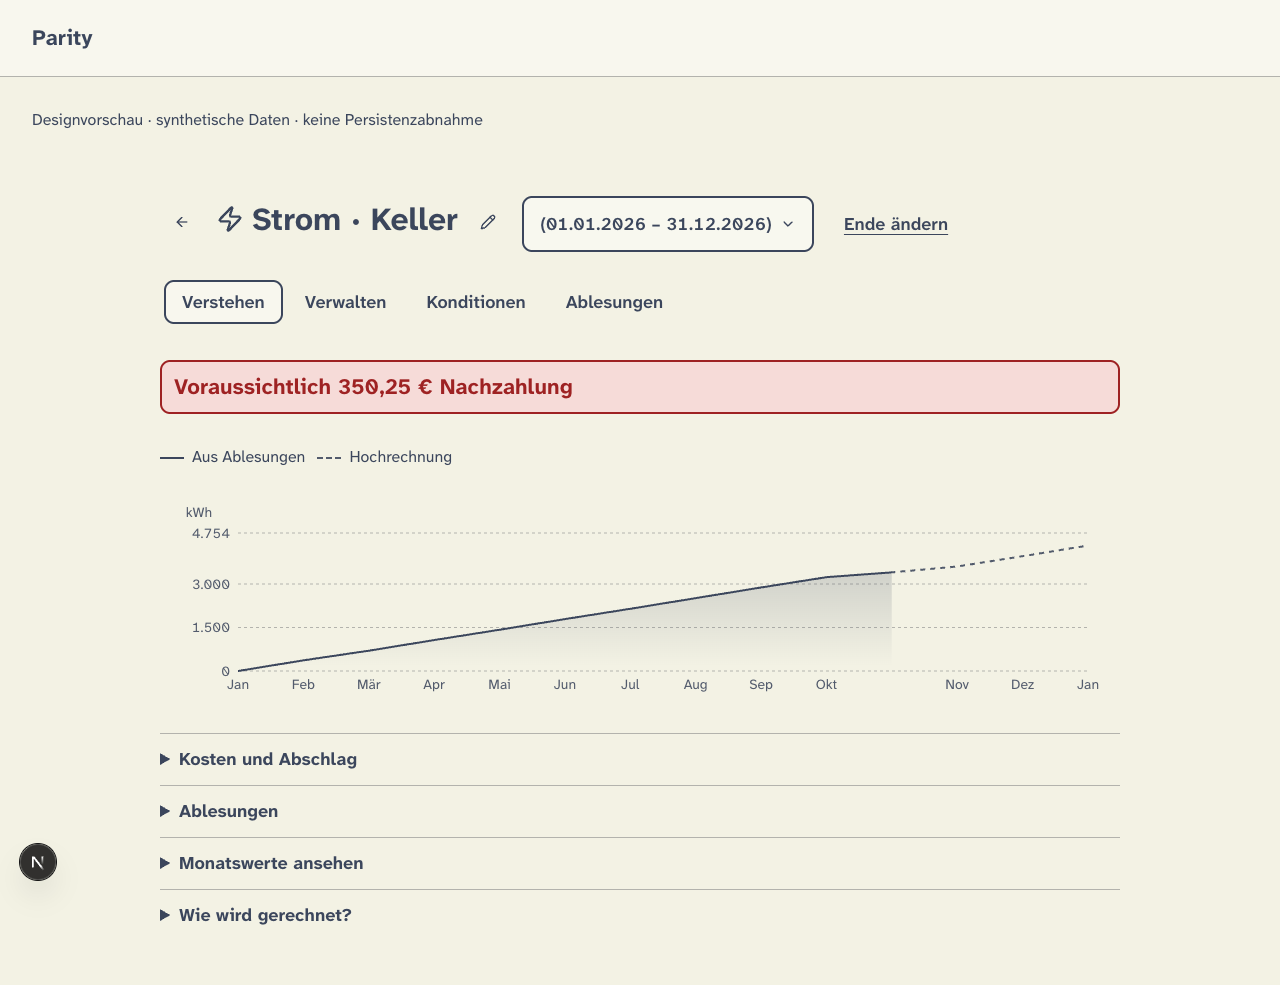 Parity
Designvorschau · synthetische Daten · keine Persistenzabnahme
Strom · Keller
(01.01.2026 – 31.12.2026)
Ende ändern
Verstehen Verwalten Konditionen Ablesungen
Voraussichtlich 350,25 € Nachzahlung
Aus Ablesungen Hochrechnung
kWh
4.754
3.000
1.500
0
Jan Feb Mär Apr Mai Jun Jul Aug Sep Okt Nov Dez Jan
Kosten und Abschlag
Ablesungen
Monatswerte ansehen
N
Wie wird gerechnet?